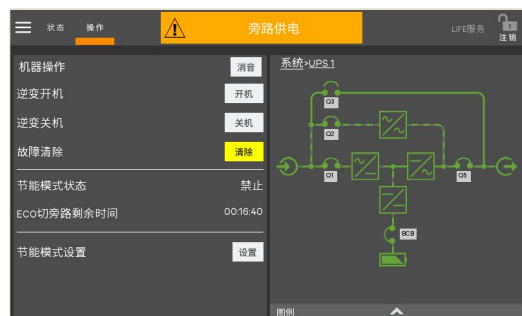 状态 操作 旁路供电 LIFE服务 注销
机器操作 消音
逆变开机 开机
逆变关机 关机
故障清除 清除
节能模式状态 禁止
ECO切旁路剩余时间 00:16:40
节能模式设置 设置
系统>UPS 1
Q3
Q2
Q1 Q5
BCB
图例